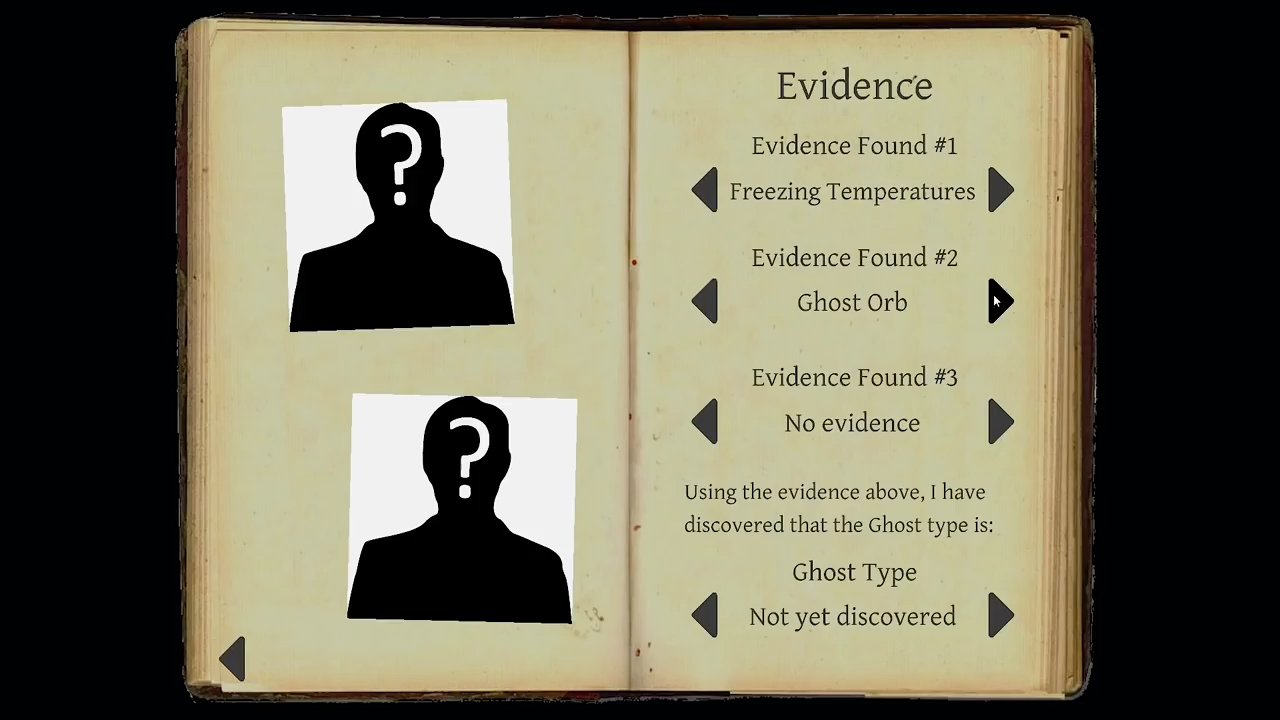 Evidence
Evidence Found #1
Freezing Temperatures
Evidence Found #2
Ghost Orb
Evidence Found #3
No evidence
Using the evidence above, I have
discovered that the Ghost type is:
Ghost Type
Not yet discovered
?
?